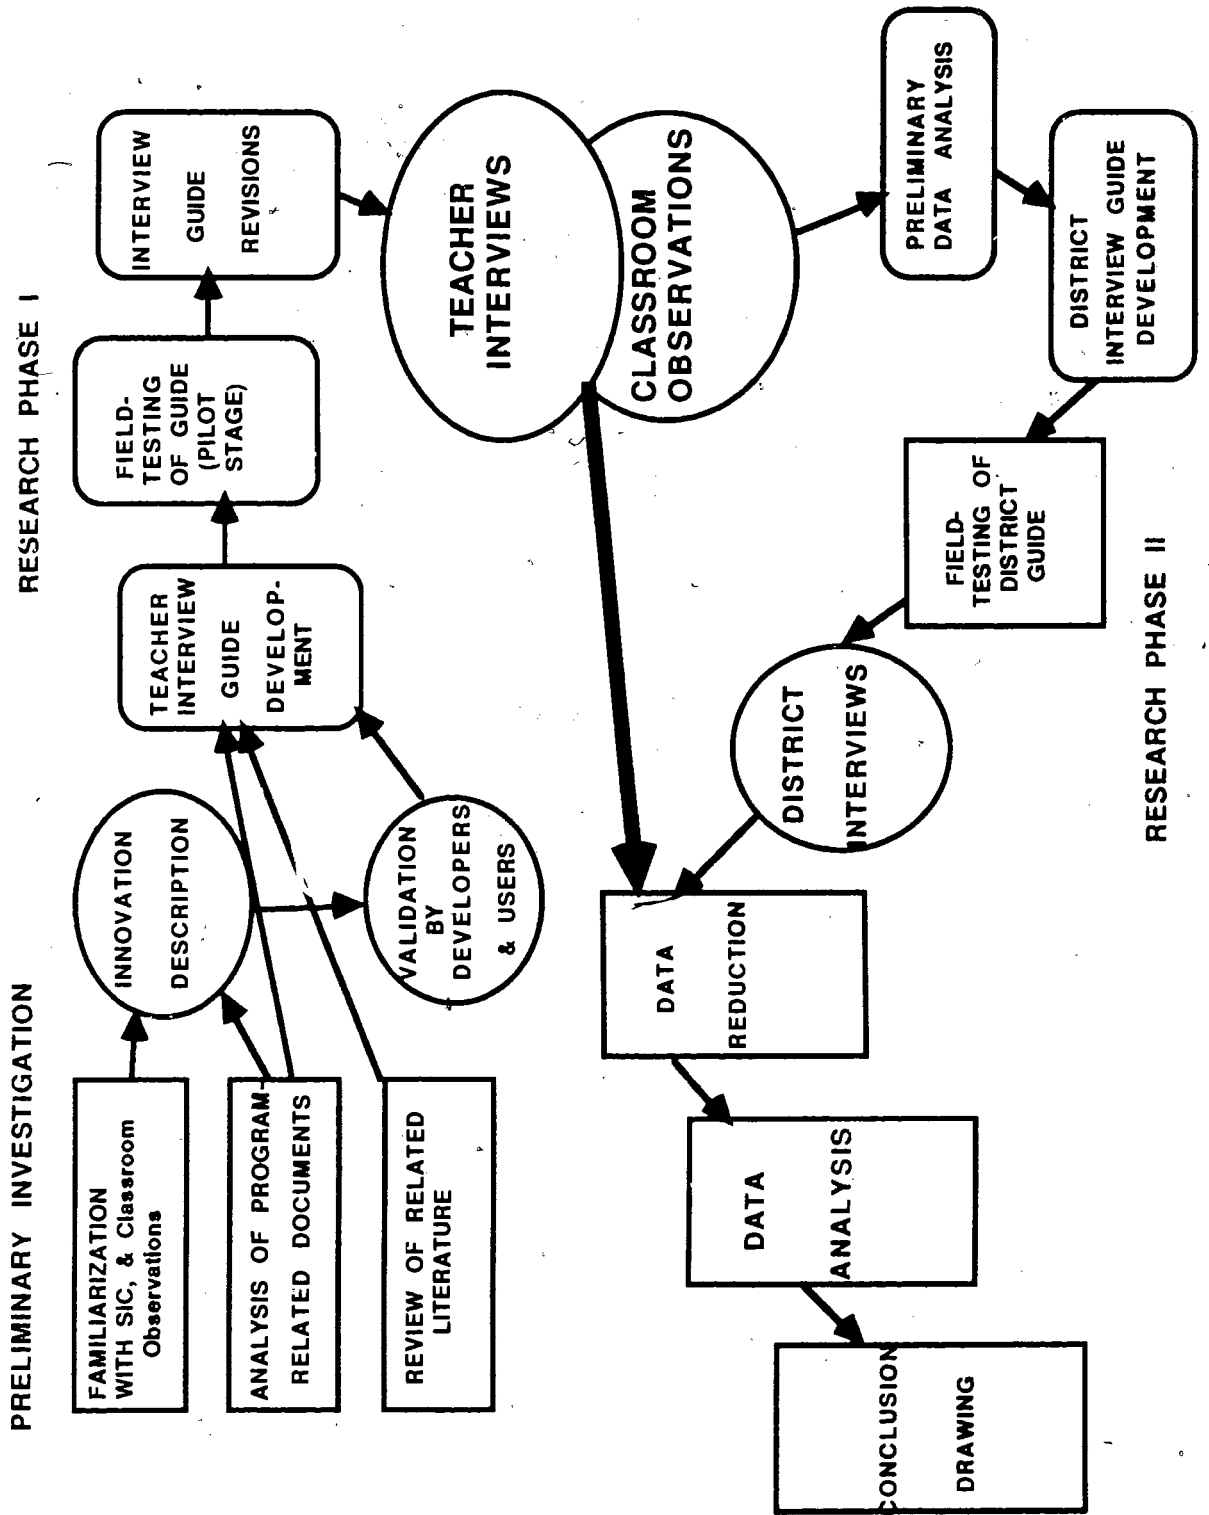 PRELIMINARY INVESTIGATION
RESEARCH PHASE I
FAMILIARIZATION
WITH SIC, & Classroom
Observations
ANALYSIS OF PROGRAM-
RELATED DOCUMENTS
REVIEW OF RELATED
LITERATURE
INNOVATION
DESCRIPTION
VALIDATION
BY
DEVELOPERS
& USERS
TEACHER
INTERVIEW
GUIDE
DEVELOP-
MENT
FIELD-
TESTING
OF GUIDE
(PILOT
STAGE)
INTERVIEW
GUIDE
REVISIONS
TEACHER
INTERVIEWS
CLASSROOM
OBSERVATIONS
PRELIMINARY
DATA ANALYSIS
DISTRICT
INTERVIEW GUIDE
DEVELOPMENT
FIELD-
TESTING OF
DISTRICT
GUIDE
DISTRICT
INTERVIEWS
DATA
REDUCTION
DATA
ANALYSIS
CONCLUSION
DRAWING
RESEARCH PHASE II